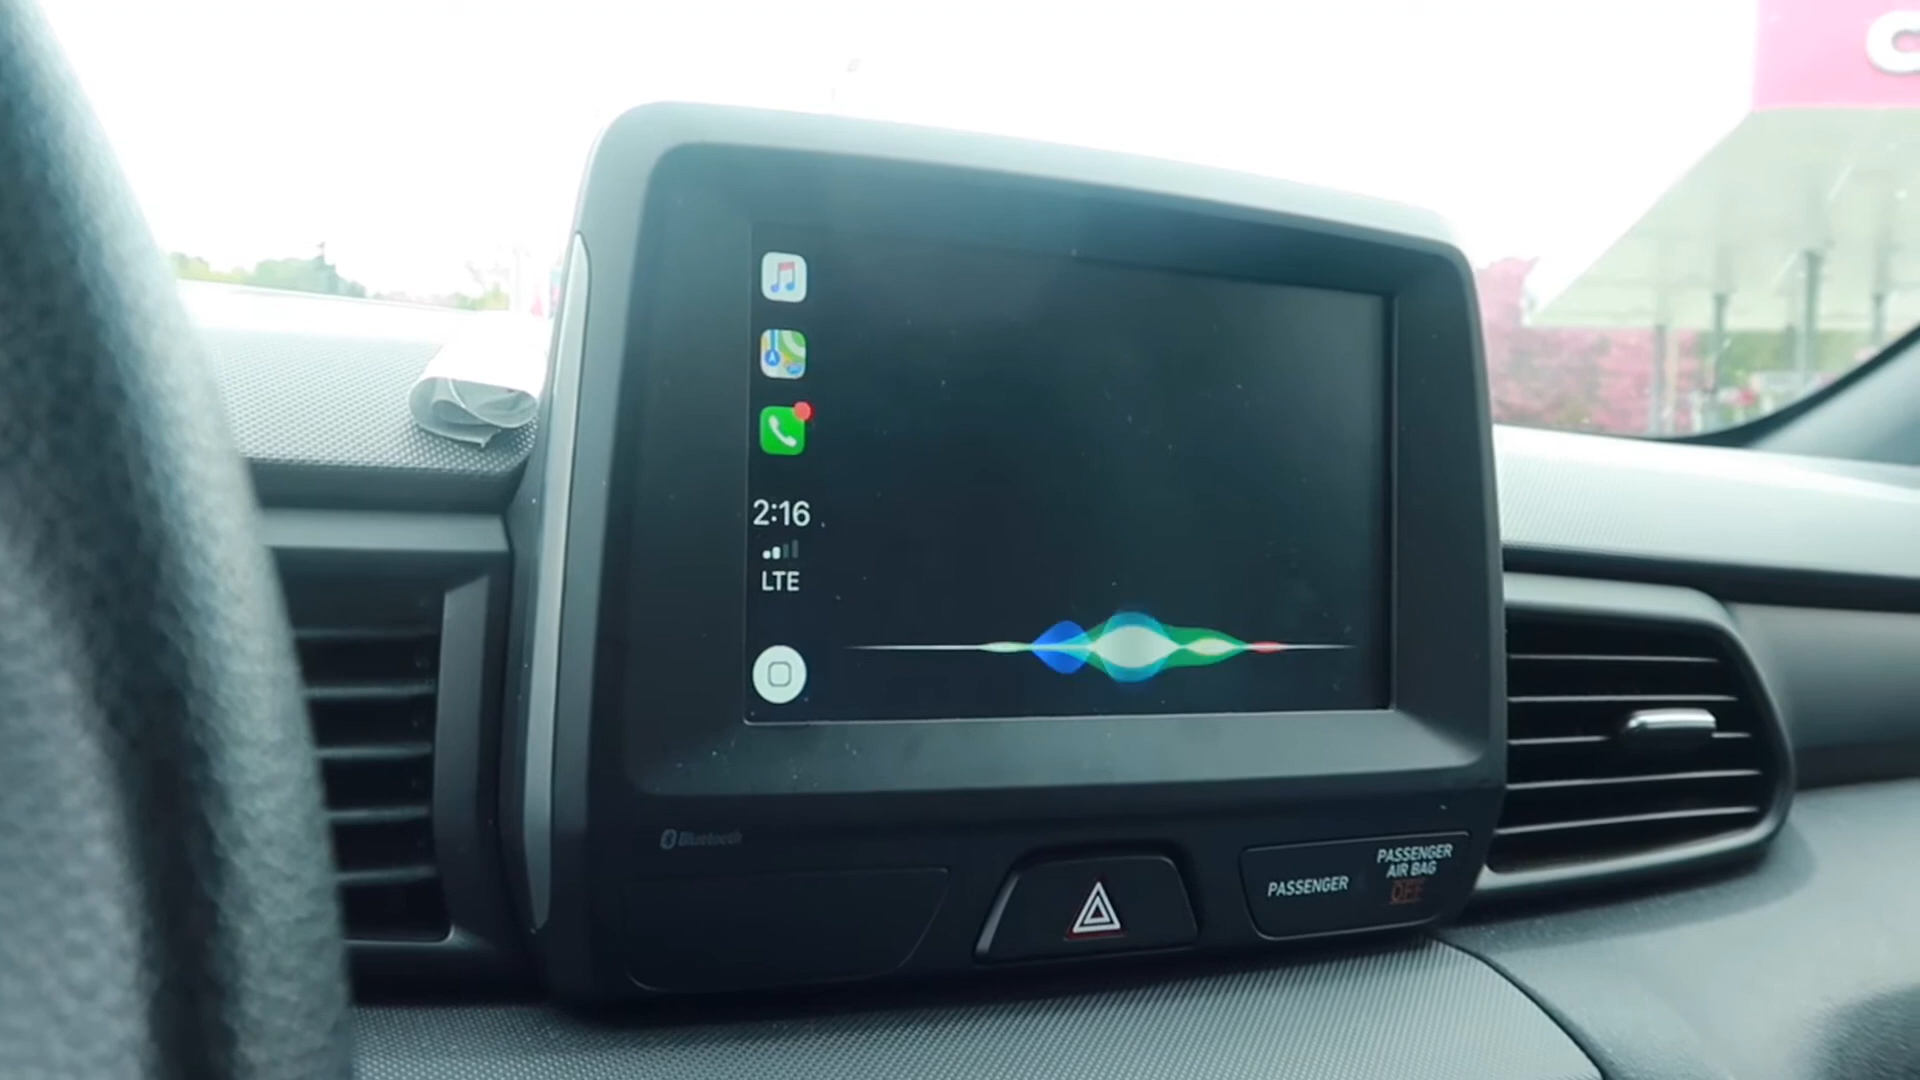 C
2:16
LTE
Bluetooth
PASSENGER
PASSENGER
AIR BAG
OFF